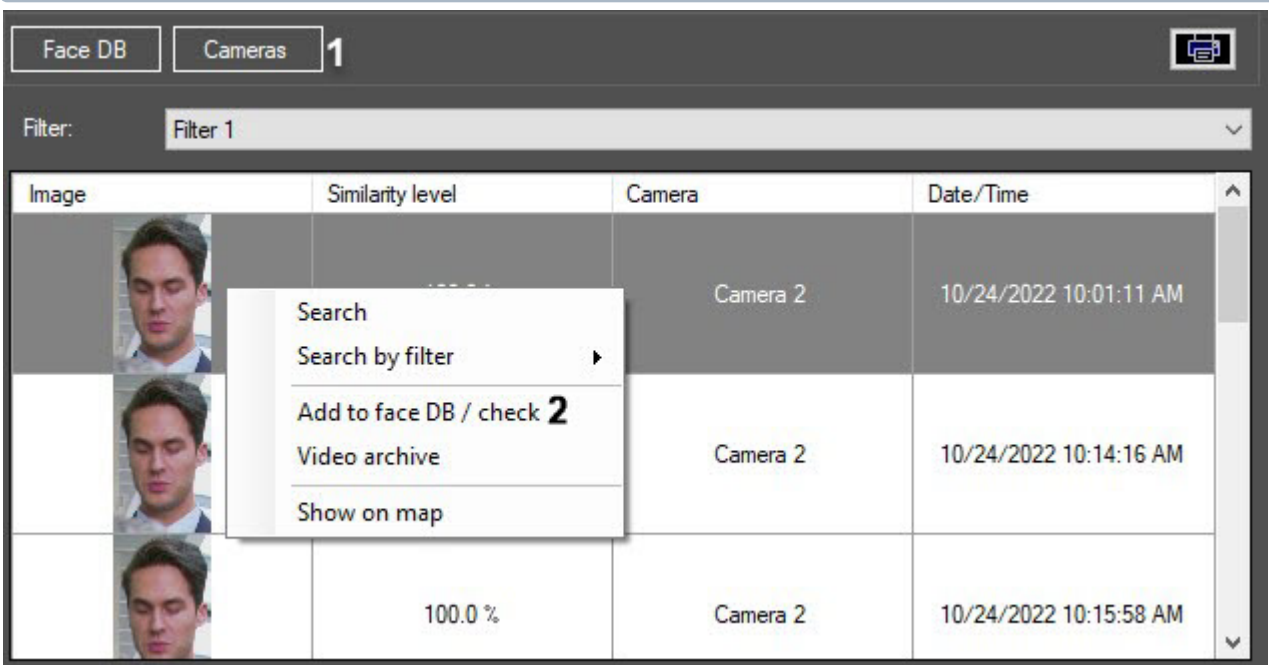 Face DB Cameras 1
Filter: Filter 1
Image Similarity level Camera Date/Time
Camera 2 10/24/2022 10:01:11 AM
Search
Search by filter
Add to face DB / check 2
Video archive
Show on map
Camera 2 10/24/2022 10:14:16 AM
100.0 % Camera 2 10/24/2022 10:15:58 AM